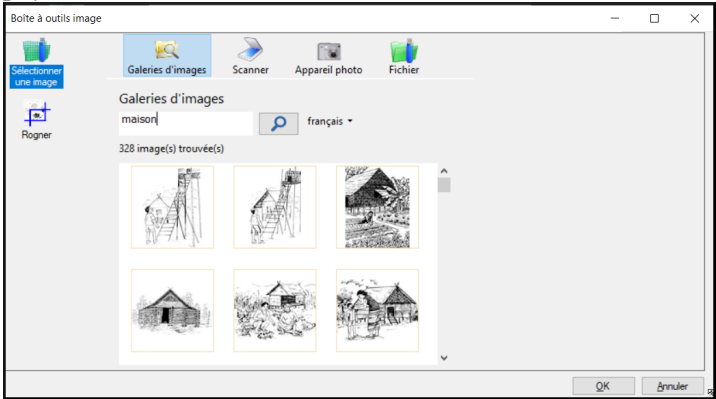 Boîte à outils image
Sélectionner
une image
Rogner
Galeries d'images
Scanner
Appareil photo
Fichier
Galeries d'images
maison
français
328 image(s) trouvée(s)
OK
Annuler